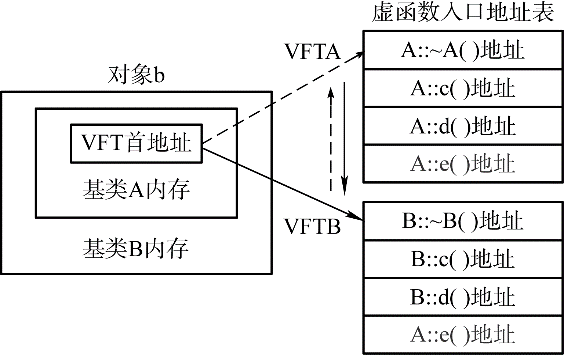 虚函数入口地址表
VFTA
A::~A( )地址
对象b
A::c( )地址
A::d( )地址
VFT首地址
A::e( )地址
基类A内存
VFTB
B::~B( )地址
基类B内存
B::c( )地址
B::d( )地址
A::e( )地址